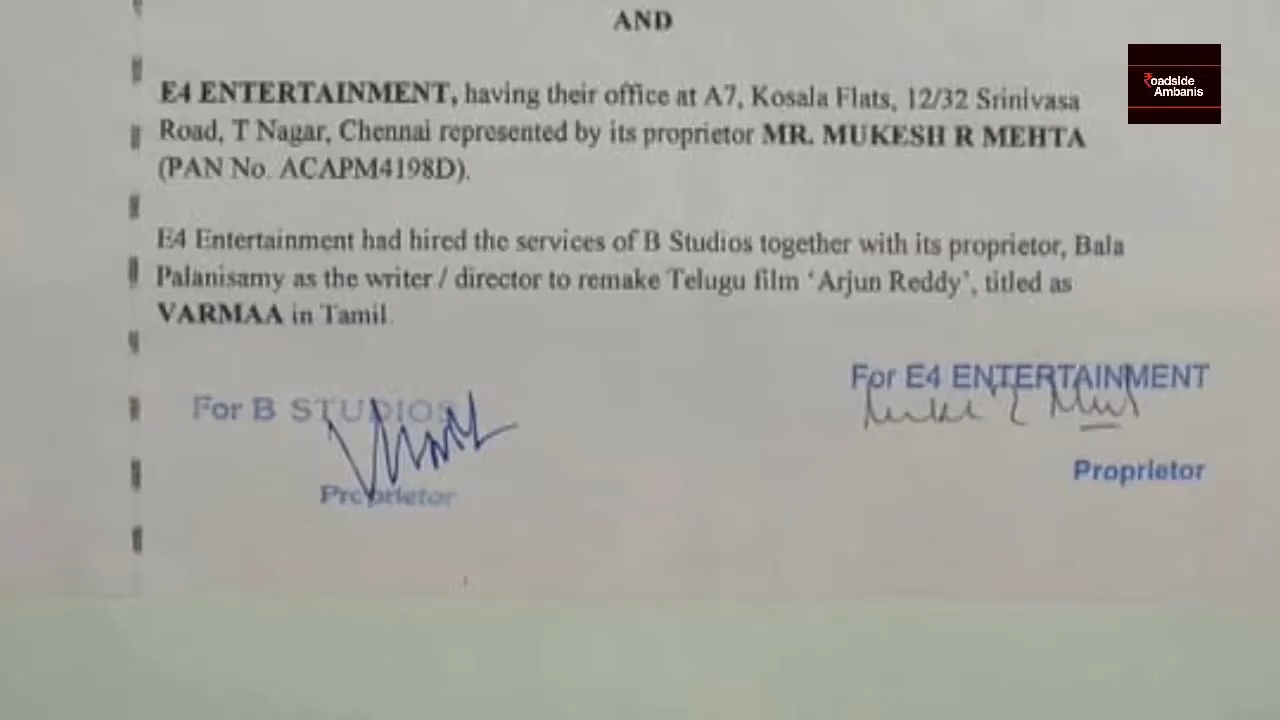 AND
₹oadside
Ambanis
E4 ENTERTAINMENT, having their office at A7, Kosala Flats, 12/32 Srinivasa
Road, T Nagar, Chennai represented by its proprietor MR. MUKESH R MEHTA
(PAN No. ACAPM4198D).
E4 Entertainment had hired the services of B Studios together with its proprietor, Bala
Palanisamy as the writer / director to remake Telugu film ‘Arjun Reddy’, titled as
VARMAA in Tamil.
For B STUDIOS
Proprietor
For E4 ENTERTAINMENT
Proprietor